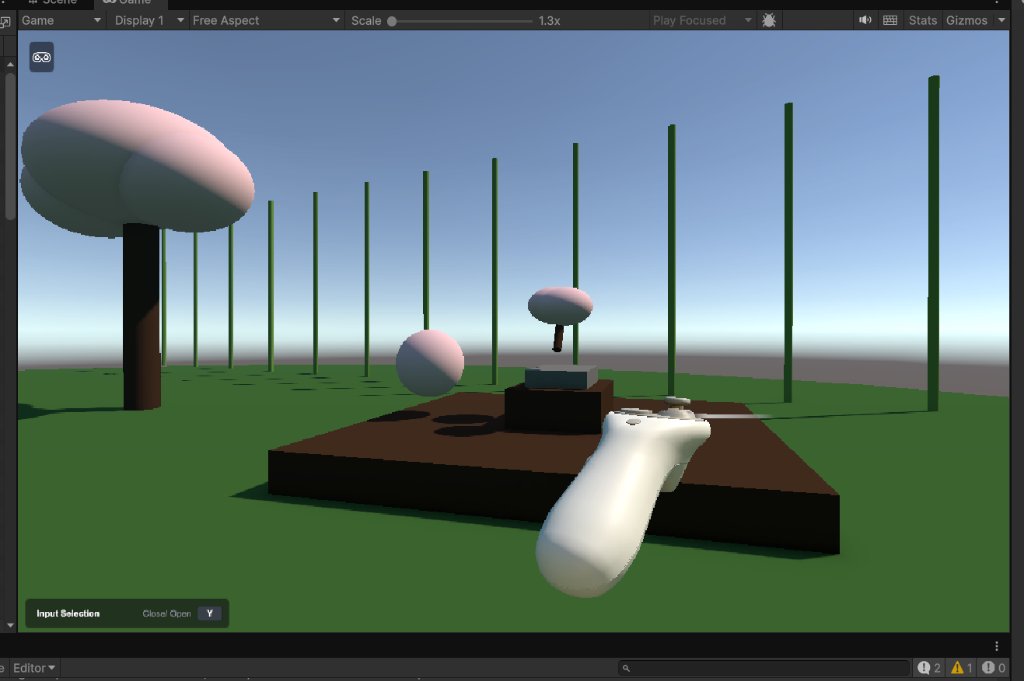 Scene Game
Game Display 1 Free Aspect Scale 1.3x Play Focused Stats Gizmos
Input Selection Close/ Open Y
Editor 2 1 0